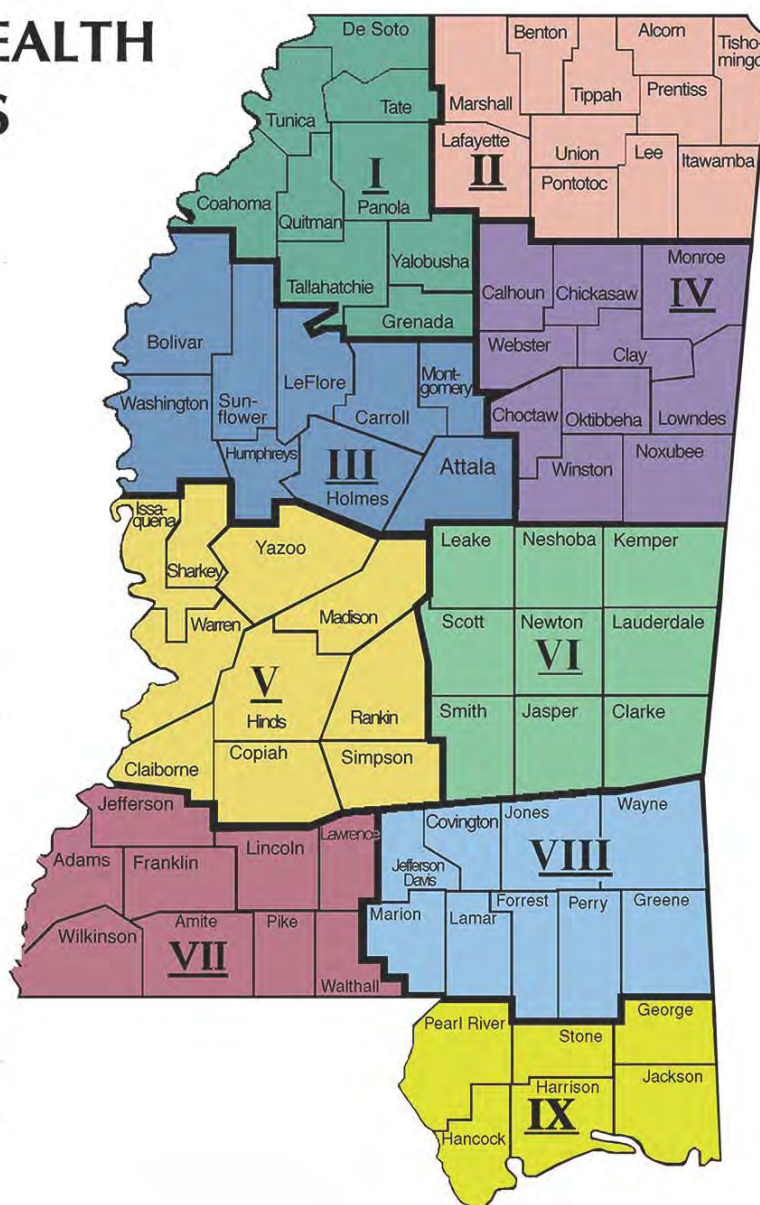 EALTH
S
De Soto
Tunica
Tate
Coahoma
Quitman
I
Panola
Tallahatchie
Yalobusha
Grenada
Benton
Alcorn
Tisho-
mingo
Marshall
Tippah
Prentiss
Lafayette
II
Union
Lee
Itawamba
Pontotoc
Bolivar
Washington
Sun-
flower
LeFlore
Carroll
Mont-
gomery
Humphreys
III
Holmes
Attala
Monroe
Calhoun
Chickasaw
IV
Webster
Clay
Choctaw
Oktibbeha
Lowndes
Winston
Noxubee
Issa-
quena
Sharkey
Yazoo
Warren
Madison
V
Hinds
Rankin
Claiborne
Copiah
Simpson
Leake
Neshoba
Kemper
Scott
Newton
Lauderdale
VI
Smith
Jasper
Clarke
Jefferson
Adams
Franklin
Lincoln
Lawrence
Wilkinson
Amite
VII
Pike
Walthall
Covington
Jones
Wayne
Jefferson
Davis
VIII
Marion
Lamar
Forrest
Perry
Greene
Pearl River
Stone
George
Harrison
Jackson
IX
Hancock